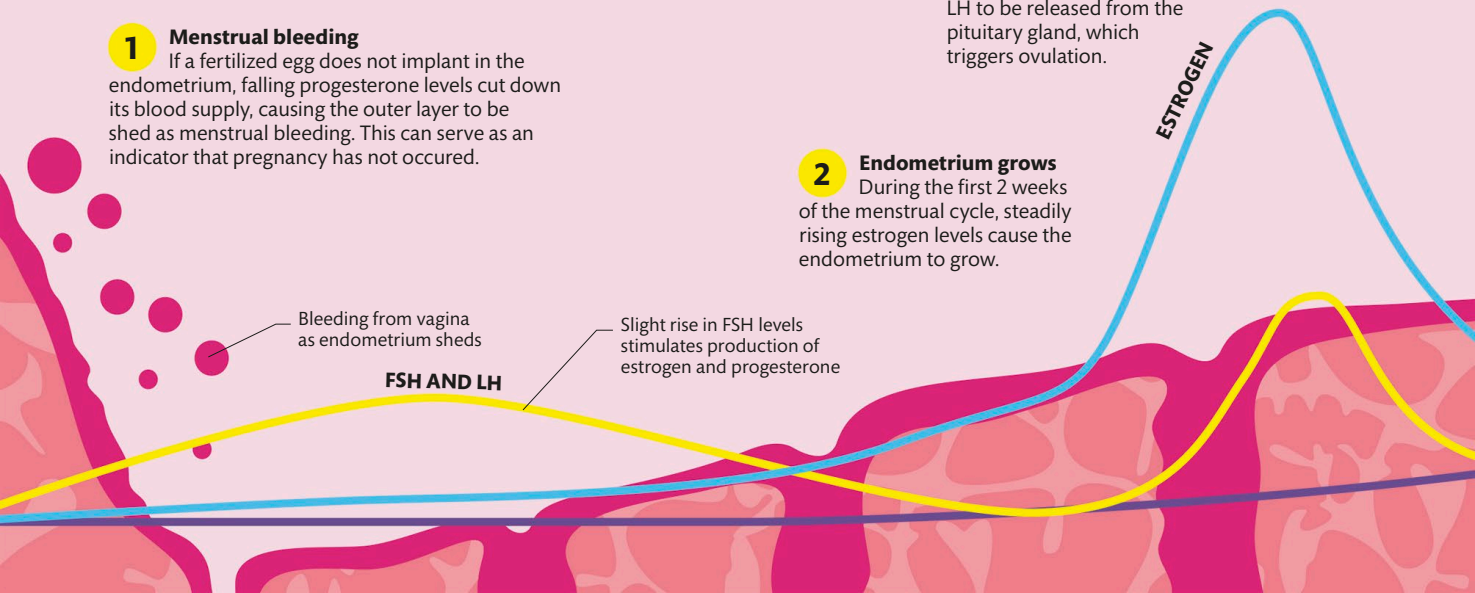 1
Menstrual bleeding
If a fertilized egg does not implant in the
endometrium, falling progesterone levels cut down
its blood supply, causing the outer layer to be
shed as menstrual bleeding. This can serve as an
indicator that pregnancy has not occured.
LH to be released from the
pituitary gland, which
triggers ovulation.
ESTROGEN
2
Endometrium grows
During the first 2 weeks
of the menstrual cycle, steadily
rising estrogen levels cause the
endometrium to grow.
Bleeding from vagina
as endometrium sheds
Slight rise in FSH levels
stimulates production of
estrogen and progesterone
FSH AND LH